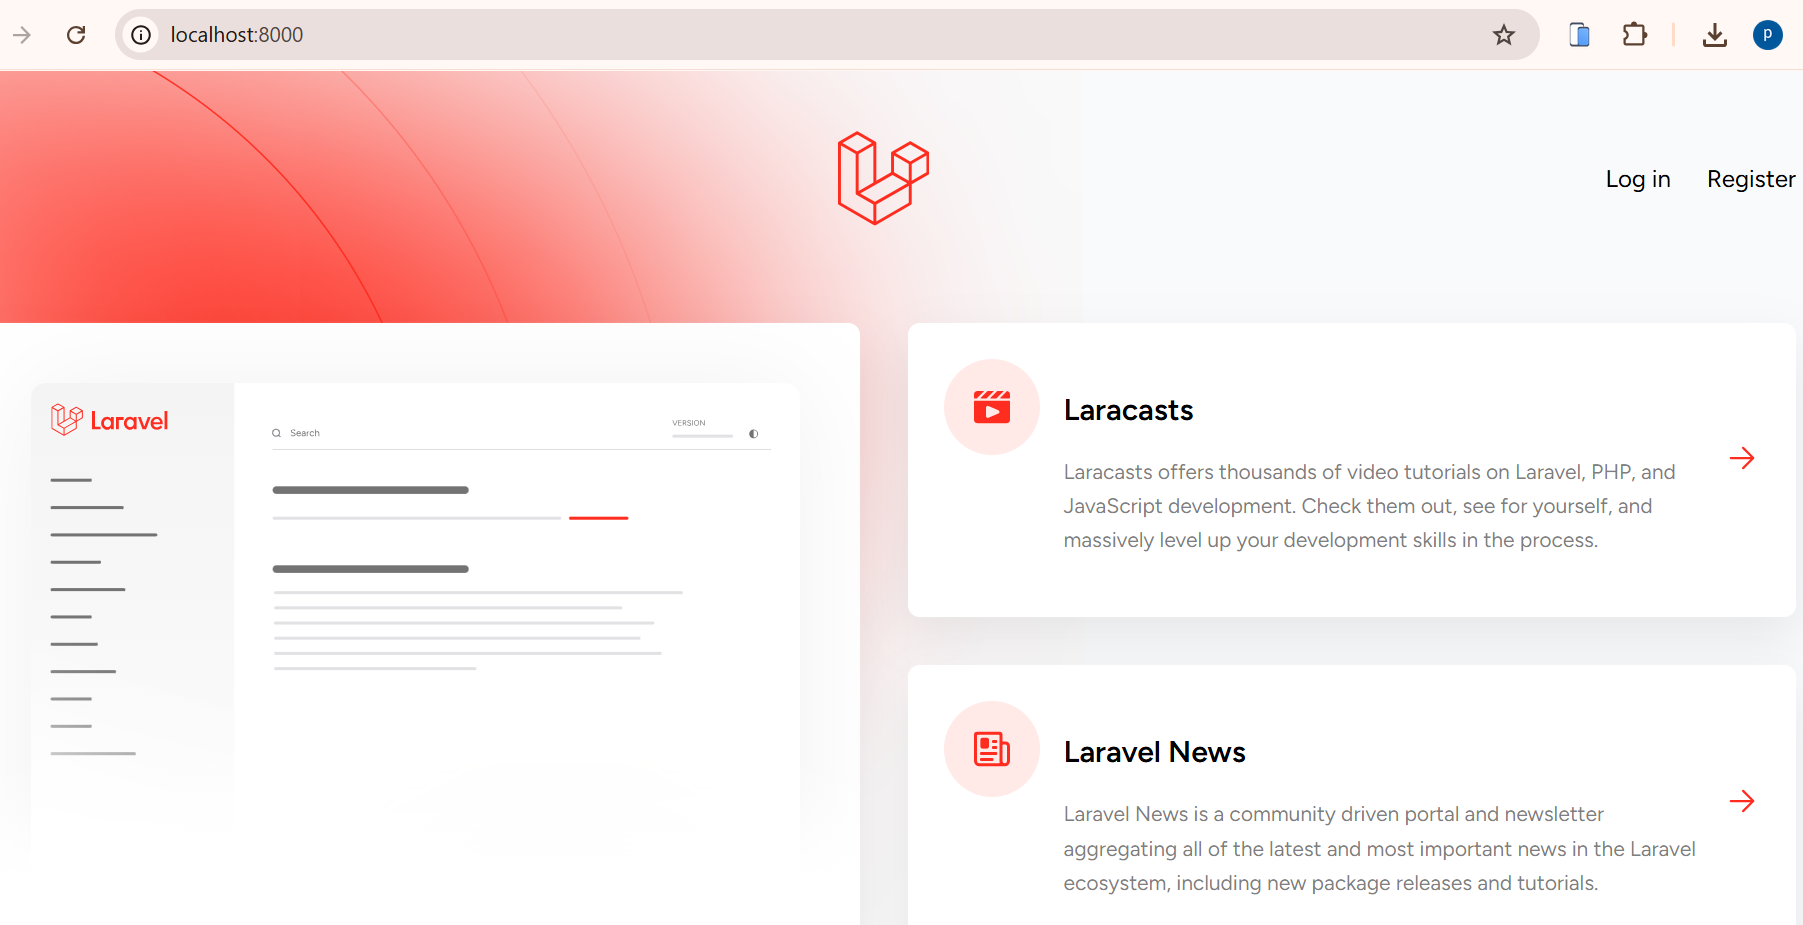 localhost:8000
P
Log in
Register
Laravel
Search
VERSION
Laracasts
Laracasts offers thousands of video tutorials on Laravel, PHP, and
JavaScript development. Check them out, see for yourself, and
massively level up your development skills in the process.
Laravel News
Laravel News is a community driven portal and newsletter
aggregating all of the latest and most important news in the Laravel
ecosystem, including new package releases and tutorials.